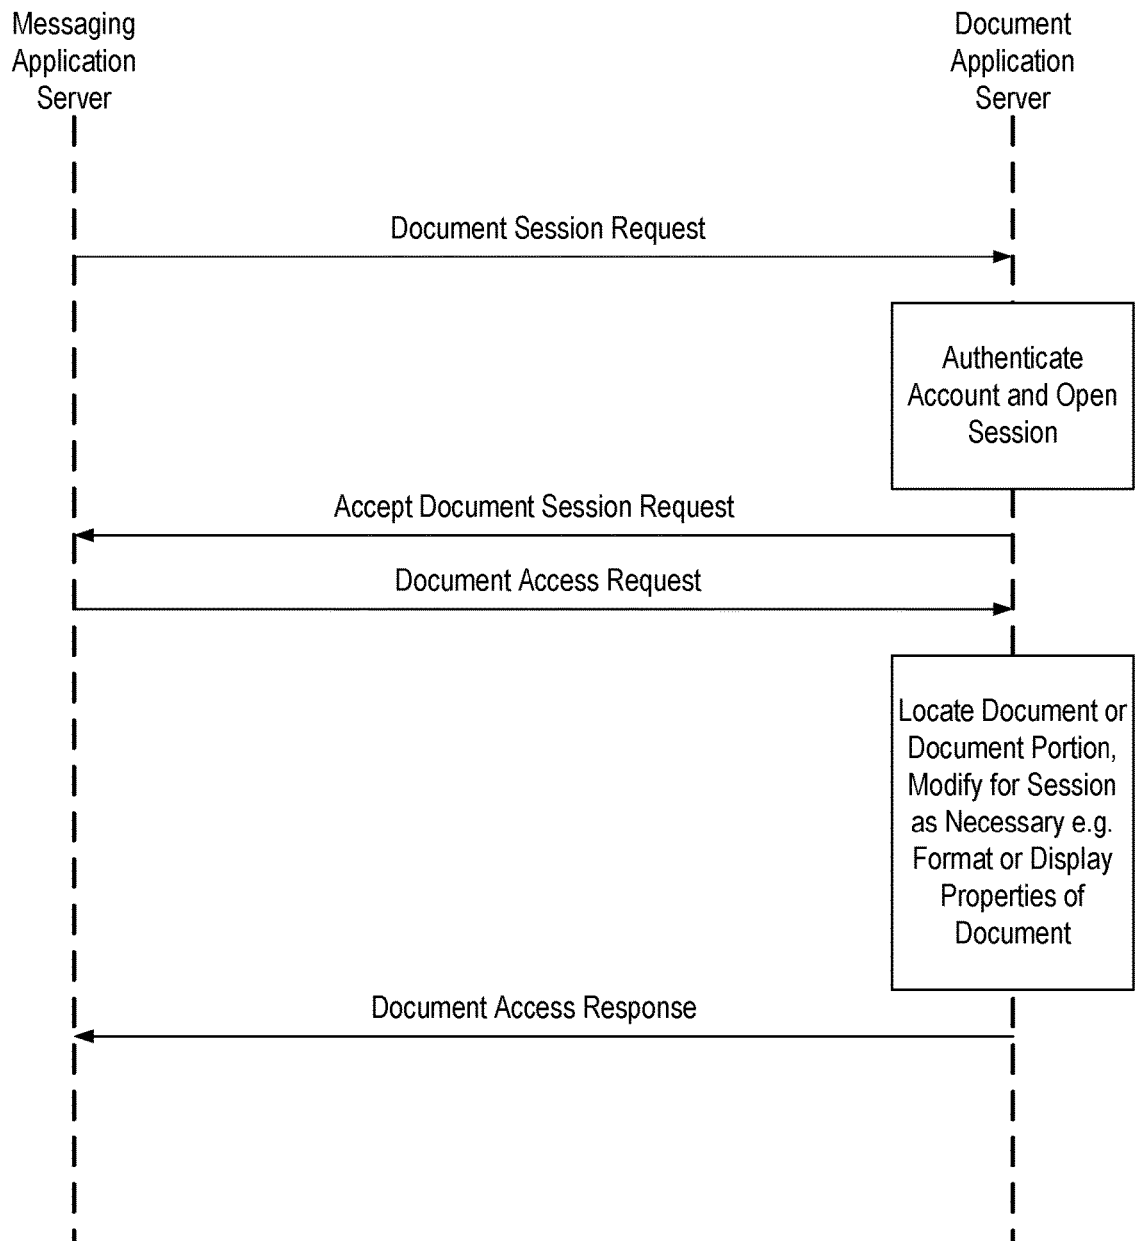 Messaging
Application
Server
Document
Application
Server
Document Session Request
Authenticate
Account and Open
Session
Accept Document Session Request
Document Access Request
Locate Document or
Document Portion,
Modify for Session
as Necessary e.g.
Format or Display
Properties of
Document
Document Access Response